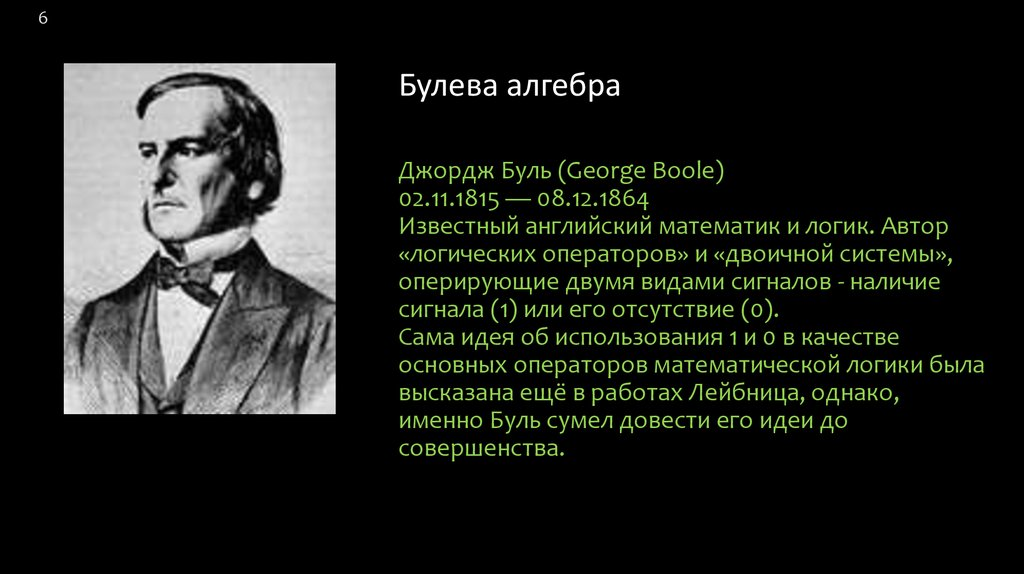 6
Булева алгебра
Джордж Буль (George Boole)
02.11.1815 — 08.12.1864
Известный английский математик и логик. Автор
«логических операторов» и «двоичной системы»,
оперирующие двумя видами сигналов - наличие
сигнала (1) или его отсутствие (0).
Сама идея об использования 1 и 0 в качестве
основных операторов математической логики была
высказана ещё в работах Лейбница, однако,
именно Буль сумел довести его идеи до
совершенства.